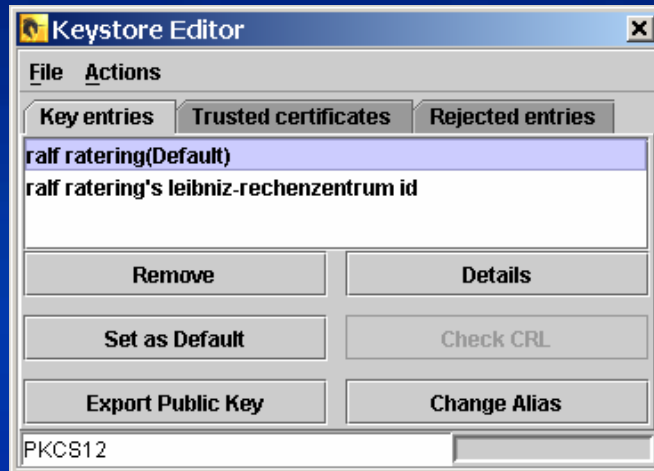 Keystore Editor
File Actions
Key entries Trusted certificates Rejected entries
ralf ratering(Default)
ralf ratering's leibniz-rechenzentrum id
Remove Details
Set as Default Check CRL
Export Public Key Change Alias
PKCS12